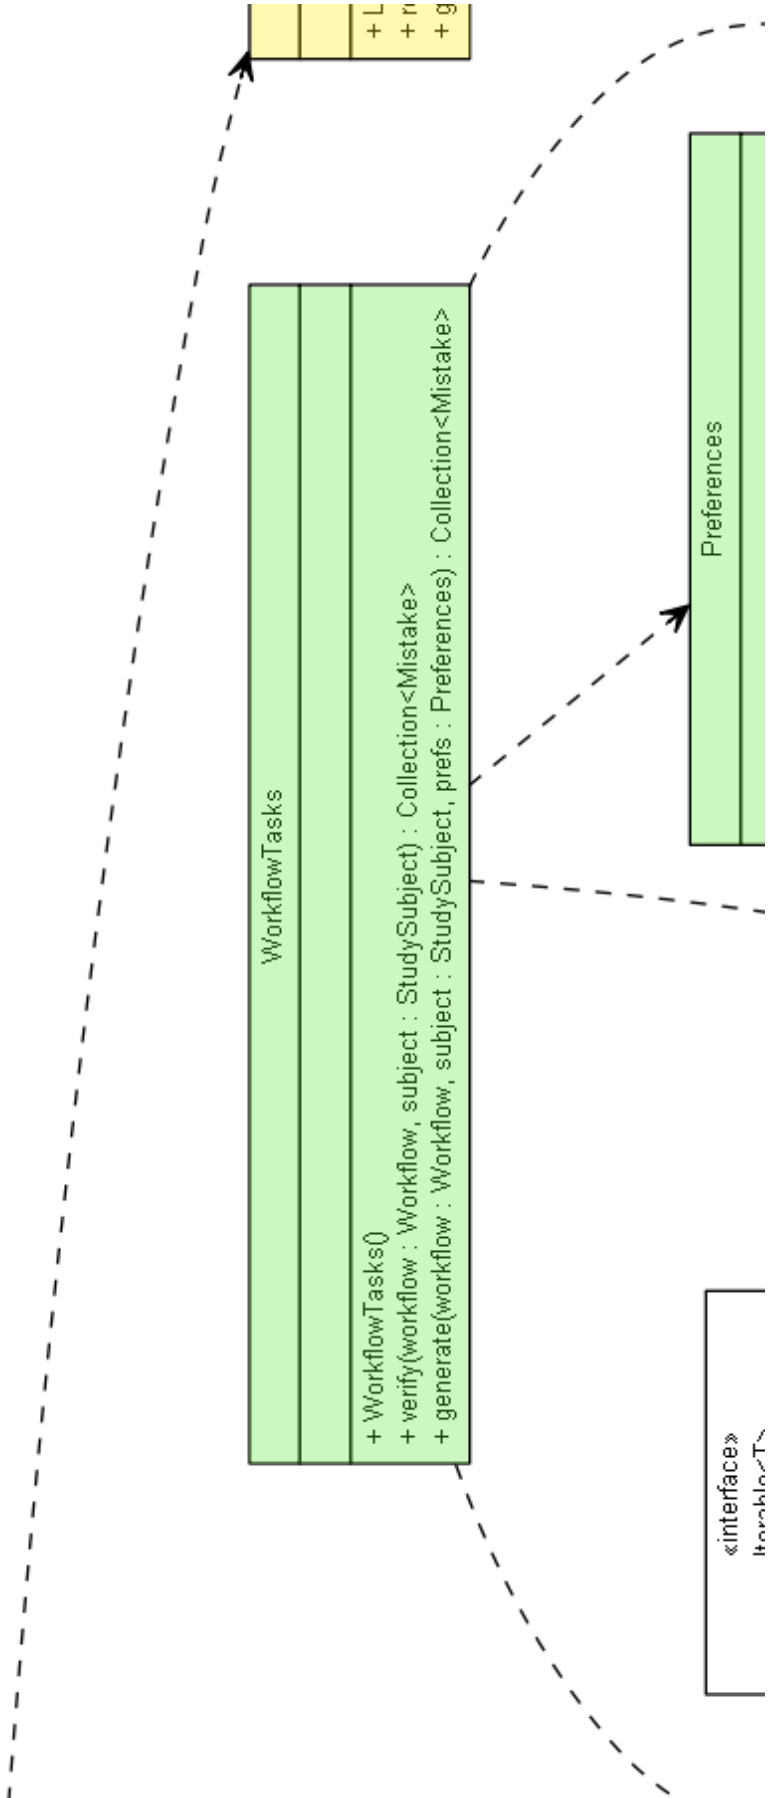 WorkflowTasks
+ WorkflowTasks()
+ verify(workflow : Workflow, subject : StudySubject) : Collection<Mistake>
+ generate(workflow : Workflow, subject : StudySubject, prefs : Preferences) : Collection<Mistake>
Preferences
«interface»